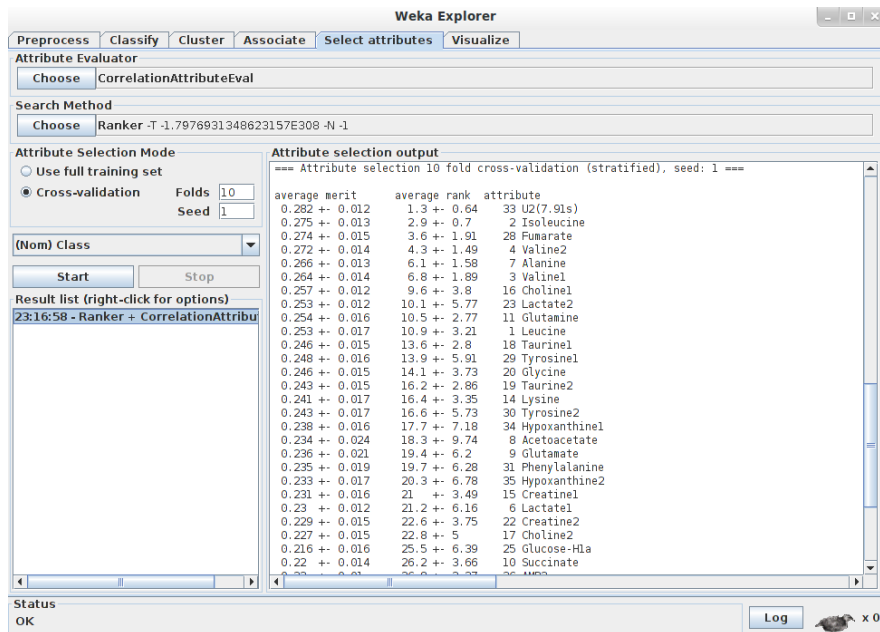 Weka Explorer
Preprocess Classify Cluster Associate Select attributes Visualize
Attribute Evaluator
Choose CorrelationAttributeEval
Search Method
Choose Ranker -T -1.7976931348623157E308 -N -1
Attribute Selection Mode
Use full training set
Cross-validation Folds 10
Seed 1
(Nom) Class
Start Stop
Result list (right-click for options)
23:16:58 - Ranker + CorrelationAttribu
Attribute selection output
=== Attribute selection 10 fold cross-validation (stratified), seed: 1 ===
average merit average rank attribute
0.282 +- 0.012 1.3 +- 0.64 33 U2(7.91s)
0.275 +- 0.013 2.9 +- 0.7 2 Isoleucine
0.274 +- 0.015 3.6 +- 1.91 28 Fumarate
0.272 +- 0.014 4.3 +- 1.49 4 Valine2
0.266 +- 0.013 6.1 +- 1.58 7 Alanine
0.264 +- 0.014 6.8 +- 1.89 3 Valine1
0.257 +- 0.012 9.6 +- 3.8 16 Choline1
0.253 +- 0.012 10.1 +- 5.77 23 Lactate2
0.254 +- 0.016 10.5 +- 2.77 11 Glutamine
0.253 +- 0.017 10.9 +- 3.21 1 Leucine
0.246 +- 0.015 13.6 +- 2.8 18 Taurine1
0.248 +- 0.016 13.9 +- 5.91 29 Tyrosine1
0.246 +- 0.015 14.1 +- 3.73 20 Glycine
0.243 +- 0.015 16.2 +- 2.86 19 Taurine2
0.241 +- 0.017 16.4 +- 3.35 14 Lysine
0.243 +- 0.017 16.6 +- 5.73 30 Tyrosine2
0.238 +- 0.016 17.7 +- 7.18 34 Hypoxanthine1
0.234 +- 0.024 18.3 +- 9.74 8 Acetoacetate
0.236 +- 0.021 19.4 +- 6.2 9 Glutamate
0.235 +- 0.019 19.7 +- 6.28 31 Phenylalanine
0.233 +- 0.017 20.3 +- 6.78 35 Hypoxanthine2
0.231 +- 0.016 21 +- 3.49 15 Creatine1
0.23 +- 0.012 21.2 +- 6.16 6 Lactate1
0.229 +- 0.015 22.6 +- 3.75 22 Creatine2
0.227 +- 0.015 22.8 +- 5 17 Choline2
0.216 +- 0.016 25.5 +- 6.39 25 Glucose-H1a
0.22 +- 0.014 26.2 +- 3.66 10 Succinate
Status
OK
Log x 0